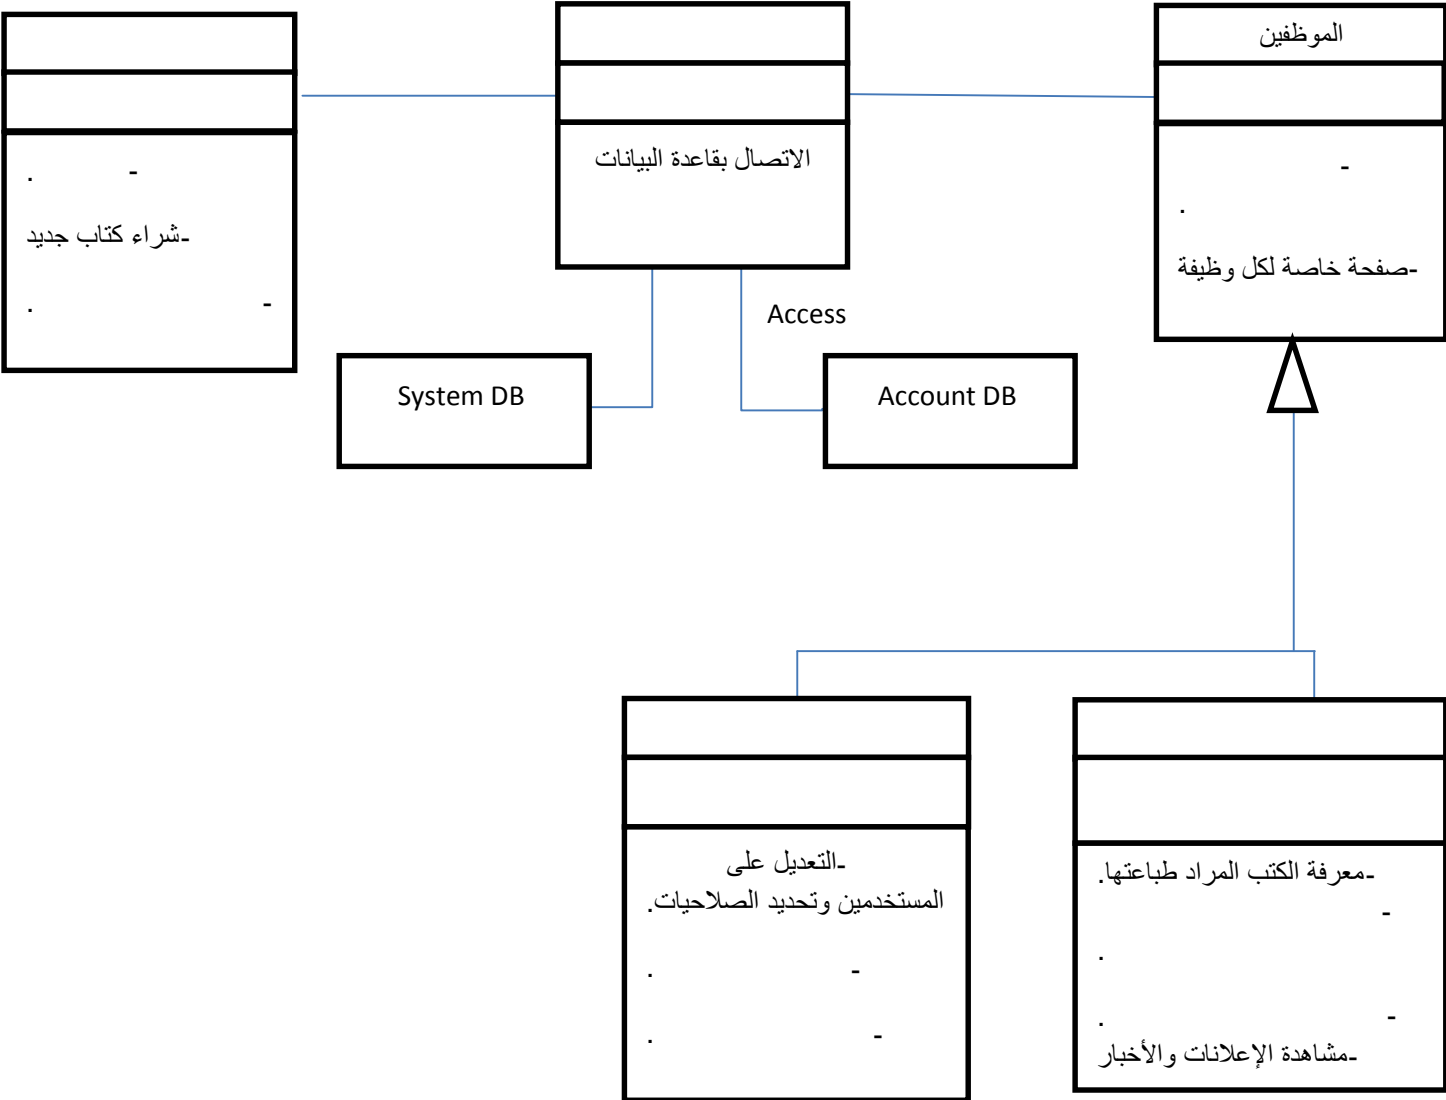 الموظفين
الاتصال بقاعدة البيانات
- .
-شراء كتاب جديد
- .
-
.
-صفحة خاصة لكل وظيفة
Access
System DB
Account DB
-التعديل على
المستخدمين وتحديد الصلاحيات.
- .
- .
-معرفة الكتب المراد طباعتها.
-
.
- .
-مشاهدة الإعلانات والأخبار